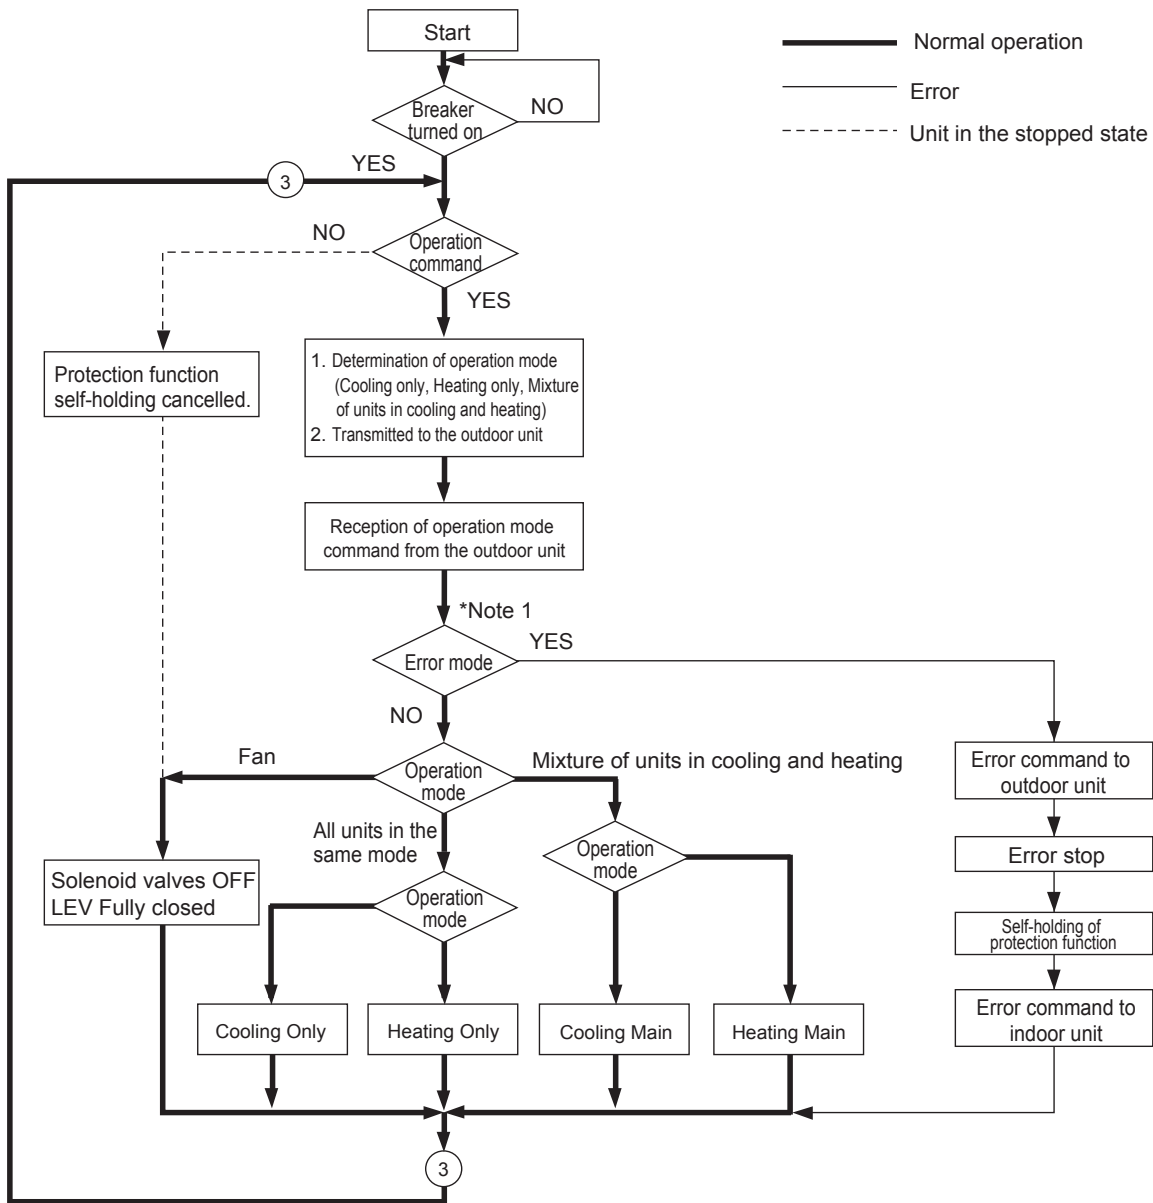 Start
Normal operation
Error
Unit in the stopped state
Breaker
turned on
NO
YES
3
NO
Operation
command
YES
Protection function
self-holding cancelled.
1. Determination of operation mode
(Cooling only, Heating only, Mixture
of units in cooling and heating)
2. Transmitted to the outdoor unit
Reception of operation mode
command from the outdoor unit
*Note 1
YES
Error mode
NO
Fan
Operation
mode
Mixture of units in cooling and heating
Error command to
outdoor unit
All units in the
same mode
Operation
mode
Error stop
Solenoid valves OFF
LEV Fully closed
Operation
mode
Self-holding of
protection function
Cooling Only
Heating Only
Cooling Main
Heating Main
Error command to
indoor unit
3